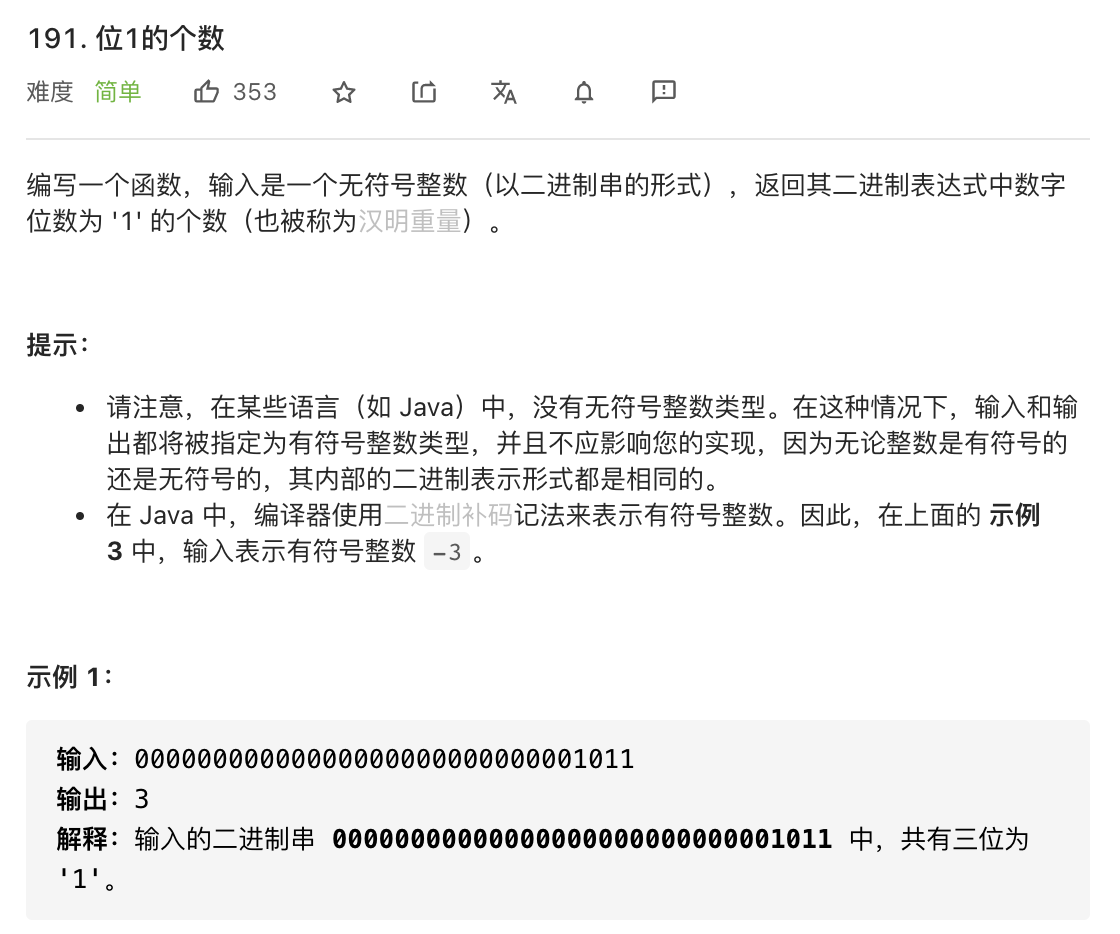 191. 位1的个数
难度 简单 353
编写一个函数，输入是一个无符号整数（以二进制串的形式），返回其二进制表达式中数字
位数为 '1' 的个数（也被称为汉明重量）。
提示：
• 请注意，在某些语言（如 Java）中，没有无符号整数类型。在这种情况下，输入和输
出都将被指定为有符号整数类型，并且不应影响您的实现，因为无论整数是有符号的
还是无符号的，其内部的二进制表示形式都是相同的。
• 在 Java 中，编译器使用二进制补码记法来表示有符号整数。因此，在上面的 示例
3 中，输入表示有符号整数 -3。
示例 1：
输入：00000000000000000000000000001011
输出：3
解释：输入的二进制串 00000000000000000000000000001011 中，共有三位为
'1'。